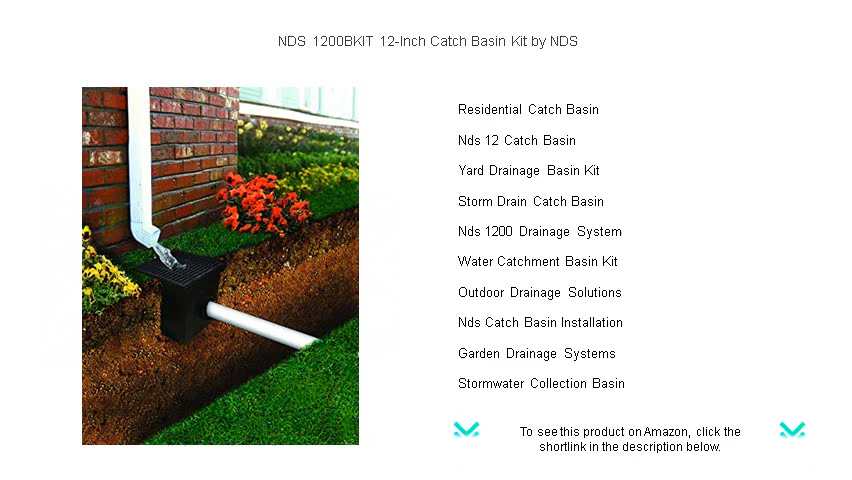 NDS 1200BKIT 12-Inch Catch Basin Kit by NDS
Residential Catch Basin
Nds 12 Catch Basin
Yard Drainage Basin Kit
Storm Drain Catch Basin
Nds 1200 Drainage System
Water Catchment Basin Kit
Outdoor Drainage Solutions
Nds Catch Basin Installation
Garden Drainage Systems
Stormwater Collection Basin
To see this product on Amazon, click the
shortlink in the description below.